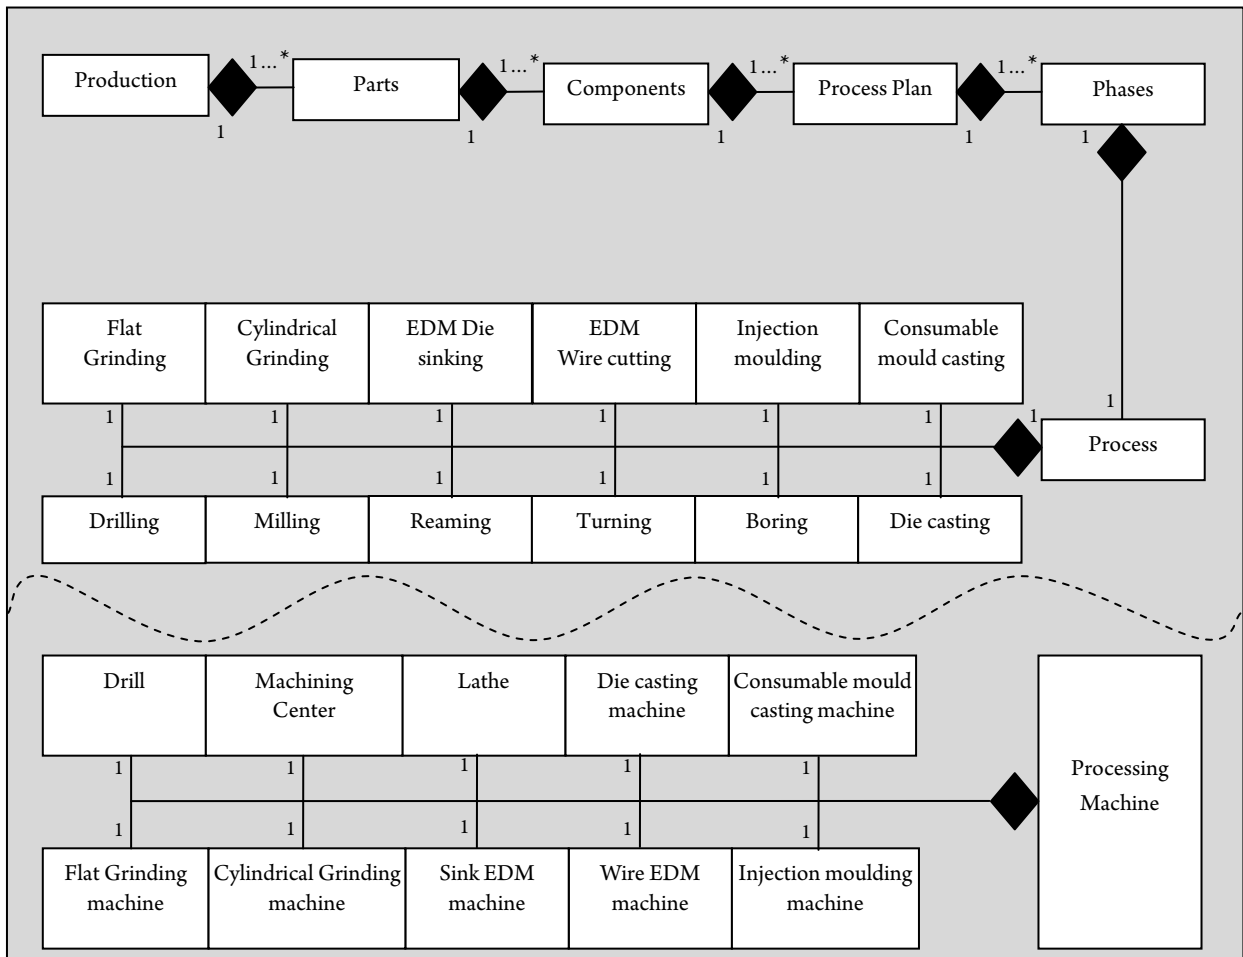 Production
1
1 ... *
Parts
1
1 ... *
Components
1
1 ... *
Process Plan
1
1 ... *
Phases
1
1
Process
1
Flat
Grinding
Cylindrical
Grinding
EDM Die
sinking
EDM
Wire cutting
Injection
moulding
Consumable
mould casting
1 1 1 1 1 1
1 1 1 1 1 1
Drilling
Milling
Reaming
Turning
Boring
Die casting
Drill
Machining
Center
Lathe
Die casting
machine
Consumable mould
casting machine
1 1 1 1 1
Processing
Machine
1 1 1 1 1
Flat Grinding
machine
Cylindrical Grinding
machine
Sink EDM
machine
Wire EDM
machine
Injection moulding
machine